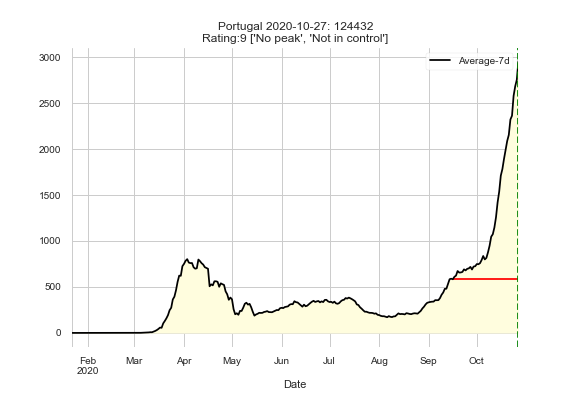 Portugal 2020-10-27: 124432
Rating:9 ['No peak', 'Not in control']
Average-7d
3000
2500
2000
1500
1000
500
0
Feb Mar Apr May Jun Jul Aug Sep Oct
2020
Date